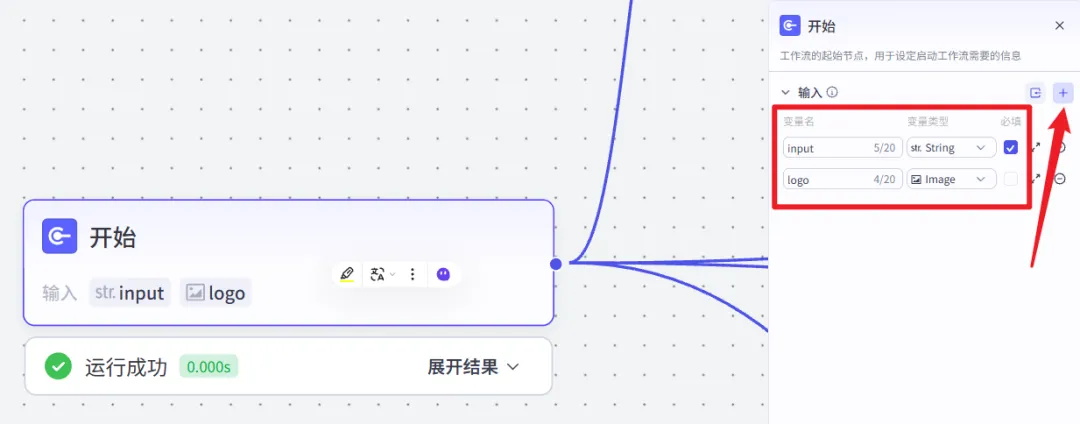 开始
输入 str. input logo
运行成功 0.000s 展开结果
开始
工作流的起始节点，用于设定启动工作流需要的信息
输入
变量名 变量类型 必填
input 5/20 str. String
logo 4/20 Image